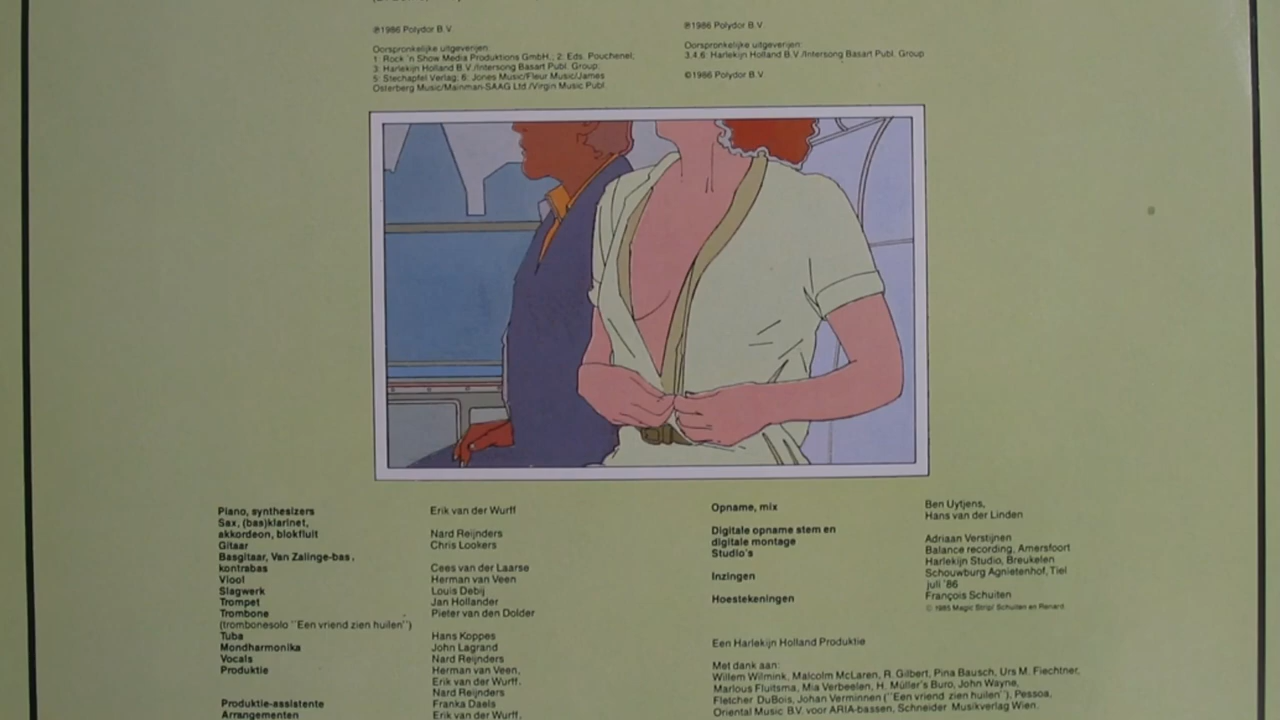 ℗1986 Polydor B.V.
Oorspronkelijke uitgeverijen:
1: Rock 'n Show Media Produktions GmbH.; 2: Eds. Pouchenel;
3: Harlekijn Holland B.V./Intersong Basart Publ. Group;
5: Stechapfel Verlag; 6: Jones Music/Fleur Music/James
Osterberg Music/Mainman-SAAG Ltd./Virgin Music Publ.
℗1986 Polydor B.V.
Oorspronkelijke uitgeverijen:
3,4,6: Harlekijn Holland B.V./Intersong Basart Publ. Group
©1986 Polydor B.V.
Piano, synthesizers Erik van der Wurff
Sax, (bas)klarinet,
akkordeon, blokfluit Nard Reijnders
Gitaar Chris Lookers
Basgitaar, Van Zalinge-bas,
kontrabas Cees van der Laarse
Viool Herman van Veen
Slagwerk Louis Debij
Trompet Jan Hollander
Trombone Pieter van den Dolder
(trombonesolo "Een vriend zien huilen")
Tuba Hans Koppes
Mondharmonika John Lagrand
Vocals Nard Reijnders
Produktie Herman van Veen,
Erik van der Wurff,
Nard Reijnders
Produktie-assistente Franka Daels
Arrangementen Erik van der Wurff,
Opname, mix Ben Uytjens,
Hans van der Linden
Digitale opname stem en
digitale montage Adriaan Verstijnen
Studio's Balance recording, Amersfoort
Harlekijn Studio, Breukelen
Inzingen Schouwburg Agnietenhof, Tiel
juli '86
Hoestekeningen François Schuiten
© 1985 Magic Strip/ Schuiten en Renard
Een Harlekijn Holland Produktie
Met dank aan:
Willem Wilmink, Malcolm McLaren, R. Gilbert, Pina Bausch, Urs M. Fiechtner,
Marlous Fluitsma, Mia Verbeelen, H. Müller's Buro, John Wayne,
Fletcher DuBois, Johan Verminnen ("Een vriend zien huilen"), Pessoa,
Oriental Music B.V. voor ARIA-bassen, Schneider Musikverlag Wien.